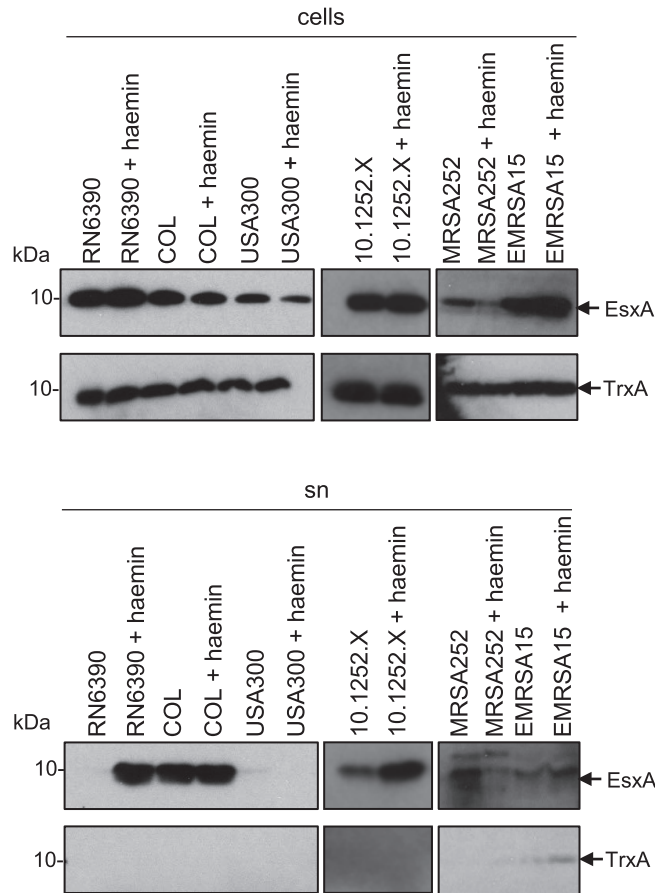 cells
kDa
RN6390
RN6390 + haemin
COL
COL + haemin
USA300
USA300 + haemin
10.1252.X
10.1252.X + haemin
MRSA252
MRSA252 + haemin
EMRSA15
EMRSA15 + haemin
10-
EsxA
10-
TrxA
sn
kDa
RN6390
RN6390 + haemin
COL
COL + haemin
USA300
USA300 + haemin
10.1252.X
10.1252.X + haemin
MRSA252
MRSA252 + haemin
EMRSA15
EMRSA15 + haemin
10-
EsxA
10-
TrxA